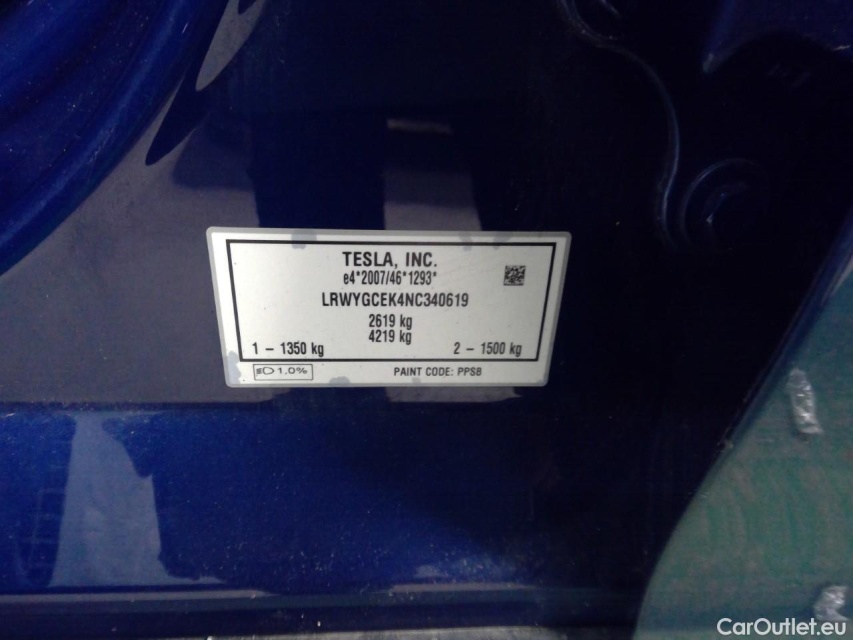 TESLA, INC.
e4*2007/46*1293*
LRWYGCEK4NC340619
2619 kg
4219 kg
1 – 1350 kg 2 – 1500 kg
1,0% PAINT CODE: PPSB
CarOutlet.eu